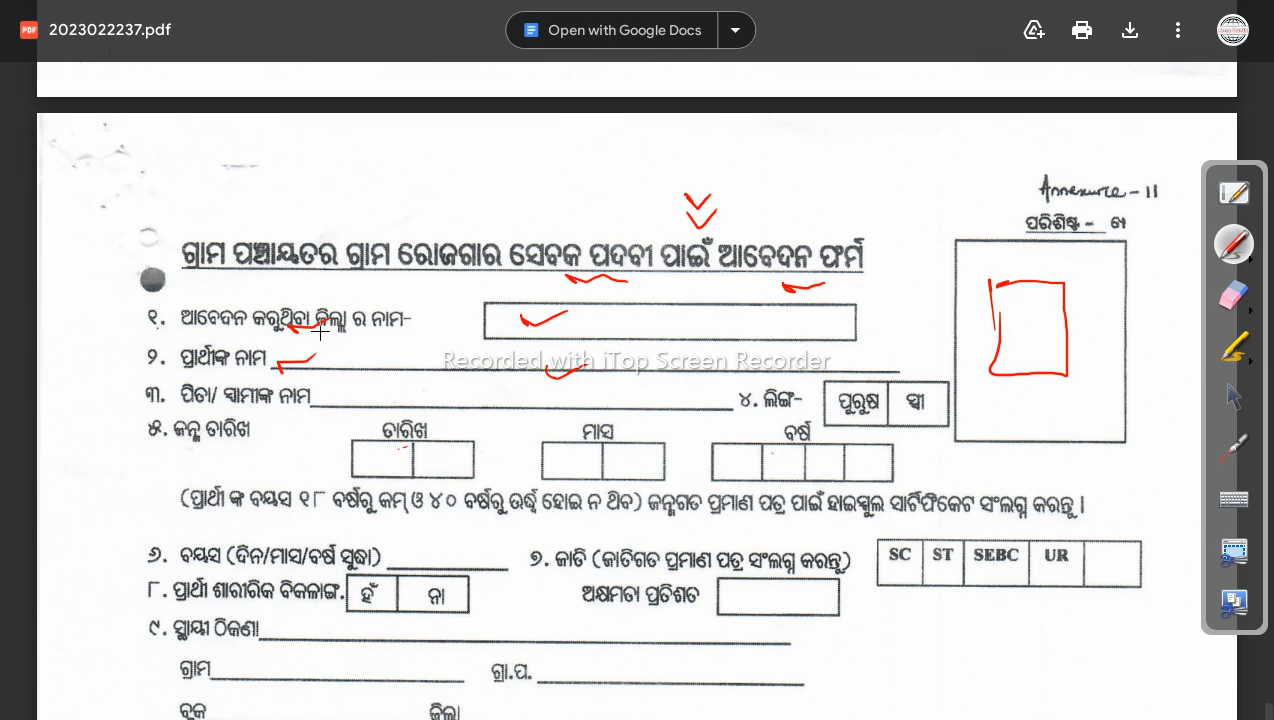 2023022237.pdf
Open with Google Docs
Annexure - 11
ପରିଶିଷ୍ଟ -
ଗ୍ରାମ ପଞ୍ଚାୟତର ଗ୍ରାମ ରୋଜଗାର ସେବକ ପଦବୀ ପାଇଁ ଆବେଦନ ଫର୍ମ
୧. ଆବେଦନ କରୁଥିବା ଜିଲ୍ଲା ର ନାମ-
୨. ପ୍ରାର୍ଥୀଙ୍କ ନାମ
Recorded with iTop Screen Recorder
୩. ପିତା/ ସ୍ଵାମୀଙ୍କ ନାମ ୪. ଲିଙ୍ଗ- ପୁରୁଷ ସ୍ତ୍ରୀ
୫. ଜନ୍ମ ତାରିଖ ତାରିଖ ମାସ ବର୍ଷ
(ପ୍ରାର୍ଥୀ ଙ୍କ ବୟସ ୧୮ ବର୍ଷରୁ କମ୍ ଓ ୪୦ ବର୍ଷରୁ ଊର୍ଦ୍ଧ୍ଵ ହୋଇ ନ ଥିବ) ଜନ୍ମଗତ ପ୍ରମାଣ ପତ୍ର ପାଇଁ ହାଇସ୍କୁଲ ସାର୍ଟିଫିକେଟ ସଂଲଗ୍ନ କରନ୍ତୁ ।
୬. ବୟସ (ଦିନ/ମାସ/ବର୍ଷ ସୁଦ୍ଧା) ୭. ଜାତି (ଜାତିଗତ ପ୍ରମାଣ ପତ୍ର ସଂଲଗ୍ନ କରନ୍ତୁ) SC ST SEBC UR
୮. ପ୍ରାର୍ଥୀ ଶାରୀରିକ ବିକଳାଙ୍ଗ. ହଁ ନା ଅକ୍ଷମତା ପ୍ରତିଶତ
୯. ସ୍ଥାୟୀ ଠିକଣା
ଗ୍ରାମ ଗ୍ରା.ପ.
ବ୍ଲକ ଜିଲ୍ଲା